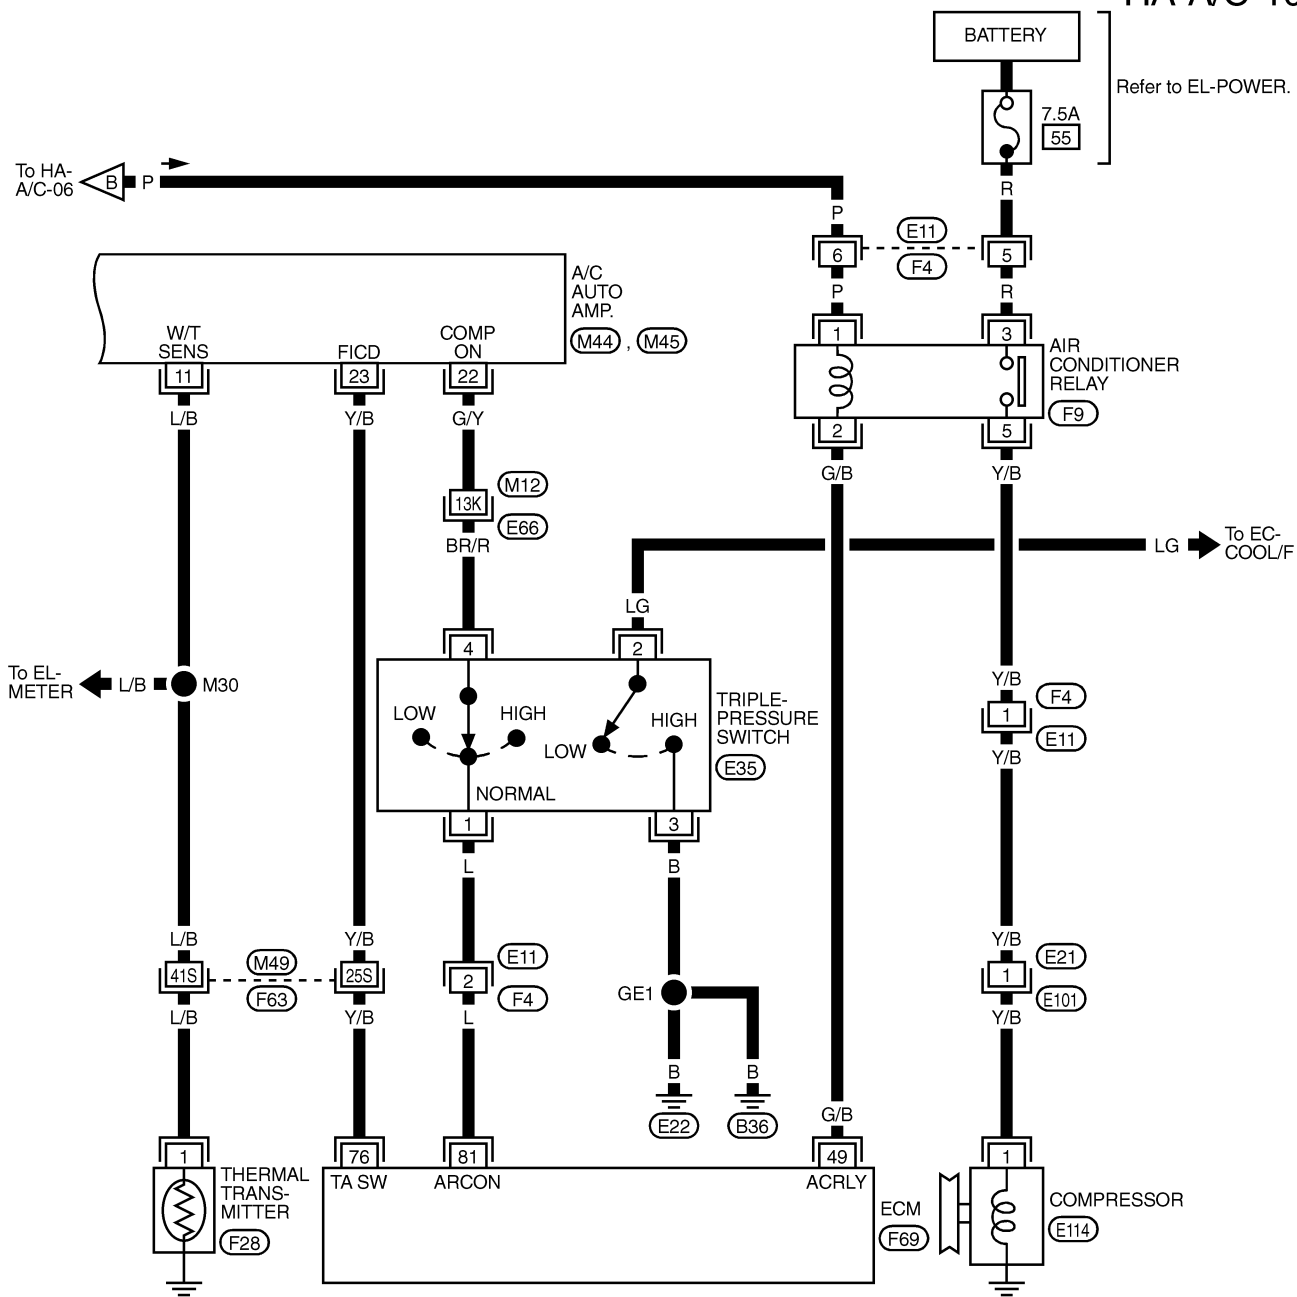 BATTERY
Refer to EL-POWER.
7.5A
55
To HA-
A/C-06
B
P
R
P
E11
6
5
F4
A/C
AUTO
AMP.
M44 , M45
P
R
W/T
SENS
FICD
COMP
ON
1
3
AIR
CONDITIONER
RELAY
F9
11
23
22
L/B
Y/B
G/Y
2
5
G/B
Y/B
M12
13K
E66
BR/R
To EC-
COOL/F
LG
LG
4
2
To EL-
METER
L/B
M30
Y/B
F4
1
E11
Y/B
LOW
HIGH
LOW
HIGH
NORMAL
TRIPLE-
PRESSURE
SWITCH
E35
1
3
L
B
L/B
Y/B
M49
41S
25S
F63
L/B
Y/B
E11
2
F4
L
GE1
B
B
E22
B36
Y/B
E21
1
E101
Y/B
G/B
1
76
81
49
1
THERMAL
TRANS-
MITTER
F28
TA SW
ARCON
ACRLY
ECM
F69
COMPRESSOR
E114